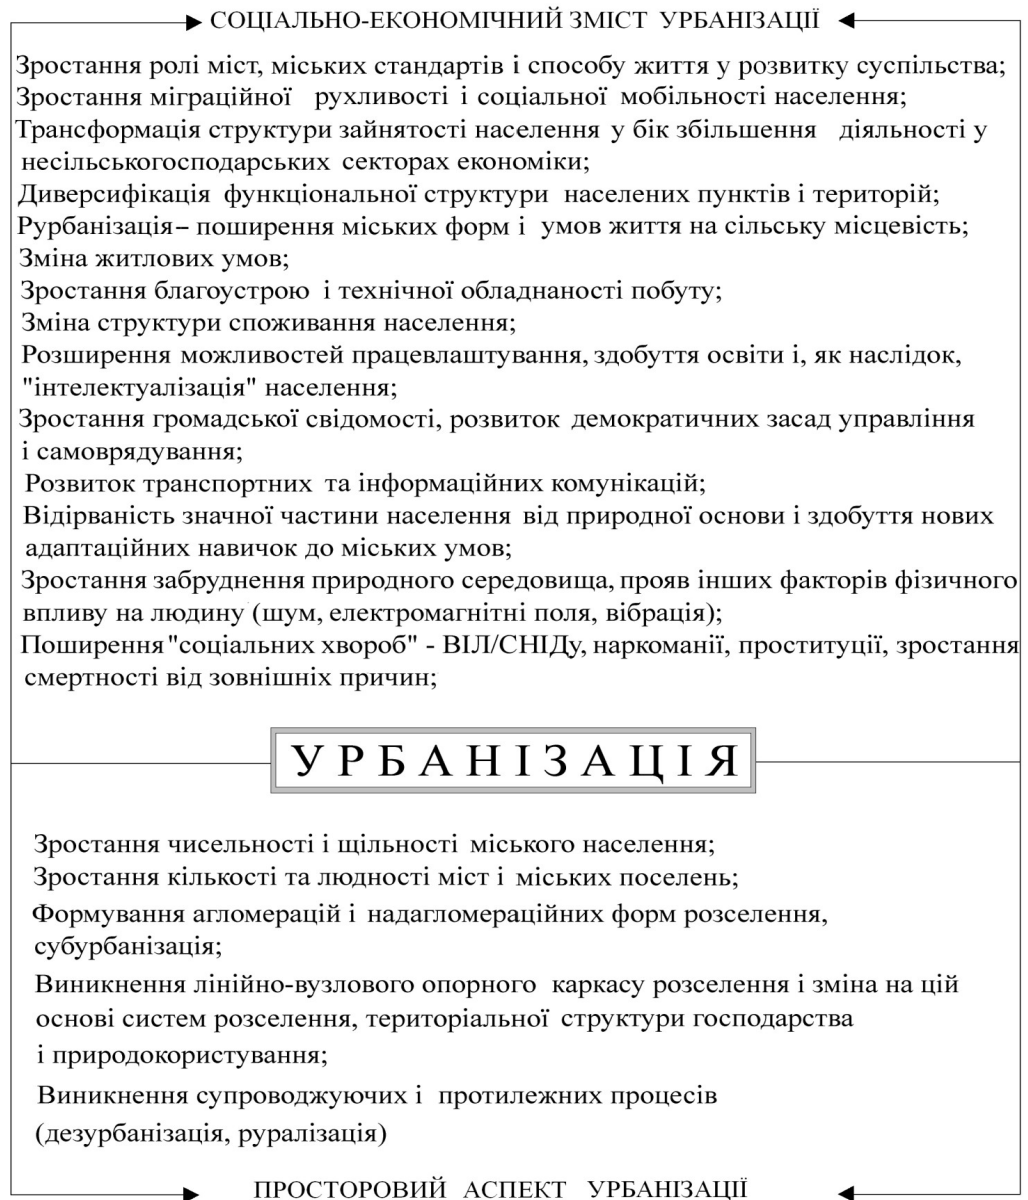 СОЦІАЛЬНО-ЕКОНОМІЧНИЙ ЗМІСТ УРБАНІЗАЦІЇ
Зростання ролі міст, міських стандартів і способу життя у розвитку суспільства;
Зростання міграційної рухливості і соціальної мобільності населення;
Трансформація структури зайнятості населення у бік збільшення діяльності у
несільськогосподарських секторах економіки;
Диверсифікація функціональної структури населених пунктів і територій;
Рурбанізація– поширення міських форм і умов життя на сільську місцевість;
Зміна житлових умов;
Зростання благоустрою і технічної обладнаності побуту;
Зміна структури споживання населення;
Розширення можливостей працевлаштування, здобуття освіти і, як наслідок,
"інтелектуалізація" населення;
Зростання громадської свідомості, розвиток демократичних засад управління
і самоврядування;
Розвиток транспортних та інформаційних комунікацій;
Відірваність значної частини населення від природної основи і здобуття нових
адаптаційних навичок до міських умов;
Зростання забруднення природного середовища, прояв інших факторів фізичного
впливу на людину (шум, електромагнітні поля, вібрація);
Поширення "соціальних хвороб" - ВІЛ/СНІДу, наркоманії, проституції, зростання
смертності від зовнішніх причин;
УРБАНІЗАЦІЯ
Зростання чисельності і щільності міського населення;
Зростання кількості та людності міст і міських поселень;
Формування агломерацій і надагломераційних форм розселення,
субурбанізація;
Виникнення лінійно-вузлового опорного каркасу розселення і зміна на цій
основі систем розселення, територіальної структури господарства
і природокористування;
Виникнення супроводжуючих і протилежних процесів
(дезурбанізація, руралізація)
ПРОСТОРОВИЙ АСПЕКТ УРБАНІЗАЦІЇ